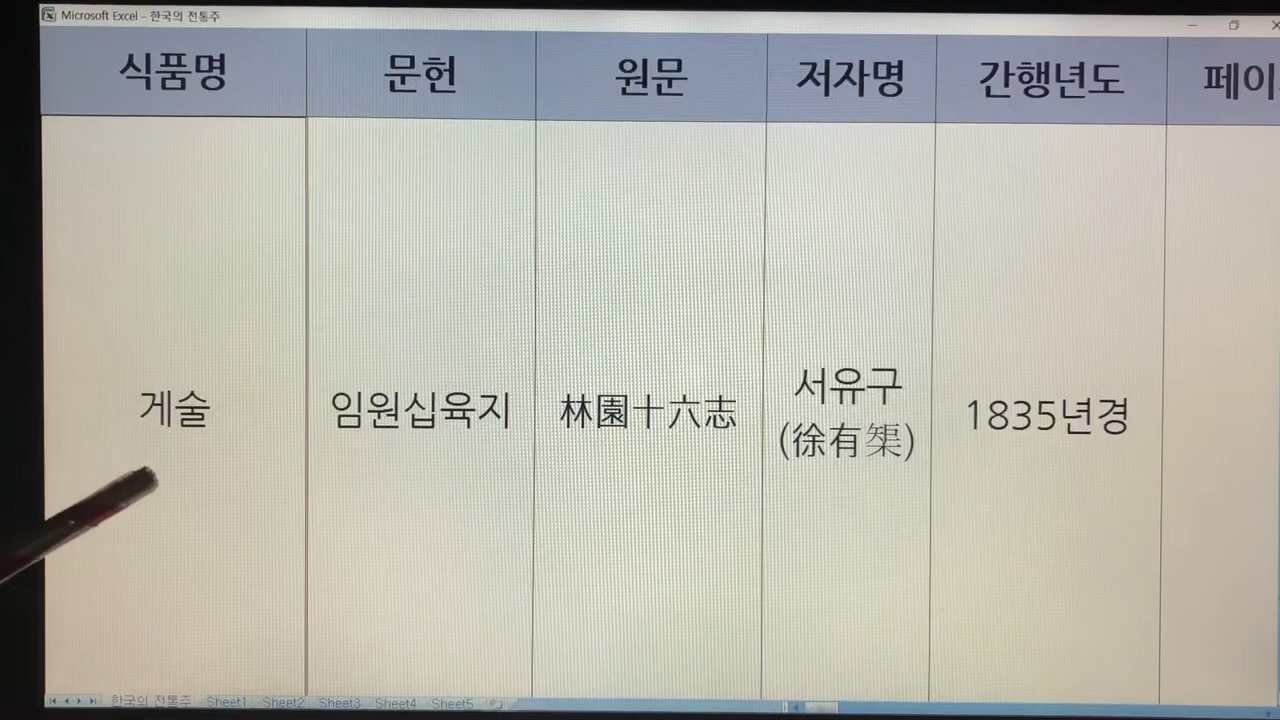 Microsoft Excel - 한국의 전통주
식품명 문헌 원문 저자명 간행년도 페이
게술 임원십육지 林園十六志 서유구 1835년경
(徐有榘)
한국의 전통주 Sheet1 Sheet2 Sheet3 Sheet4 Sheet5